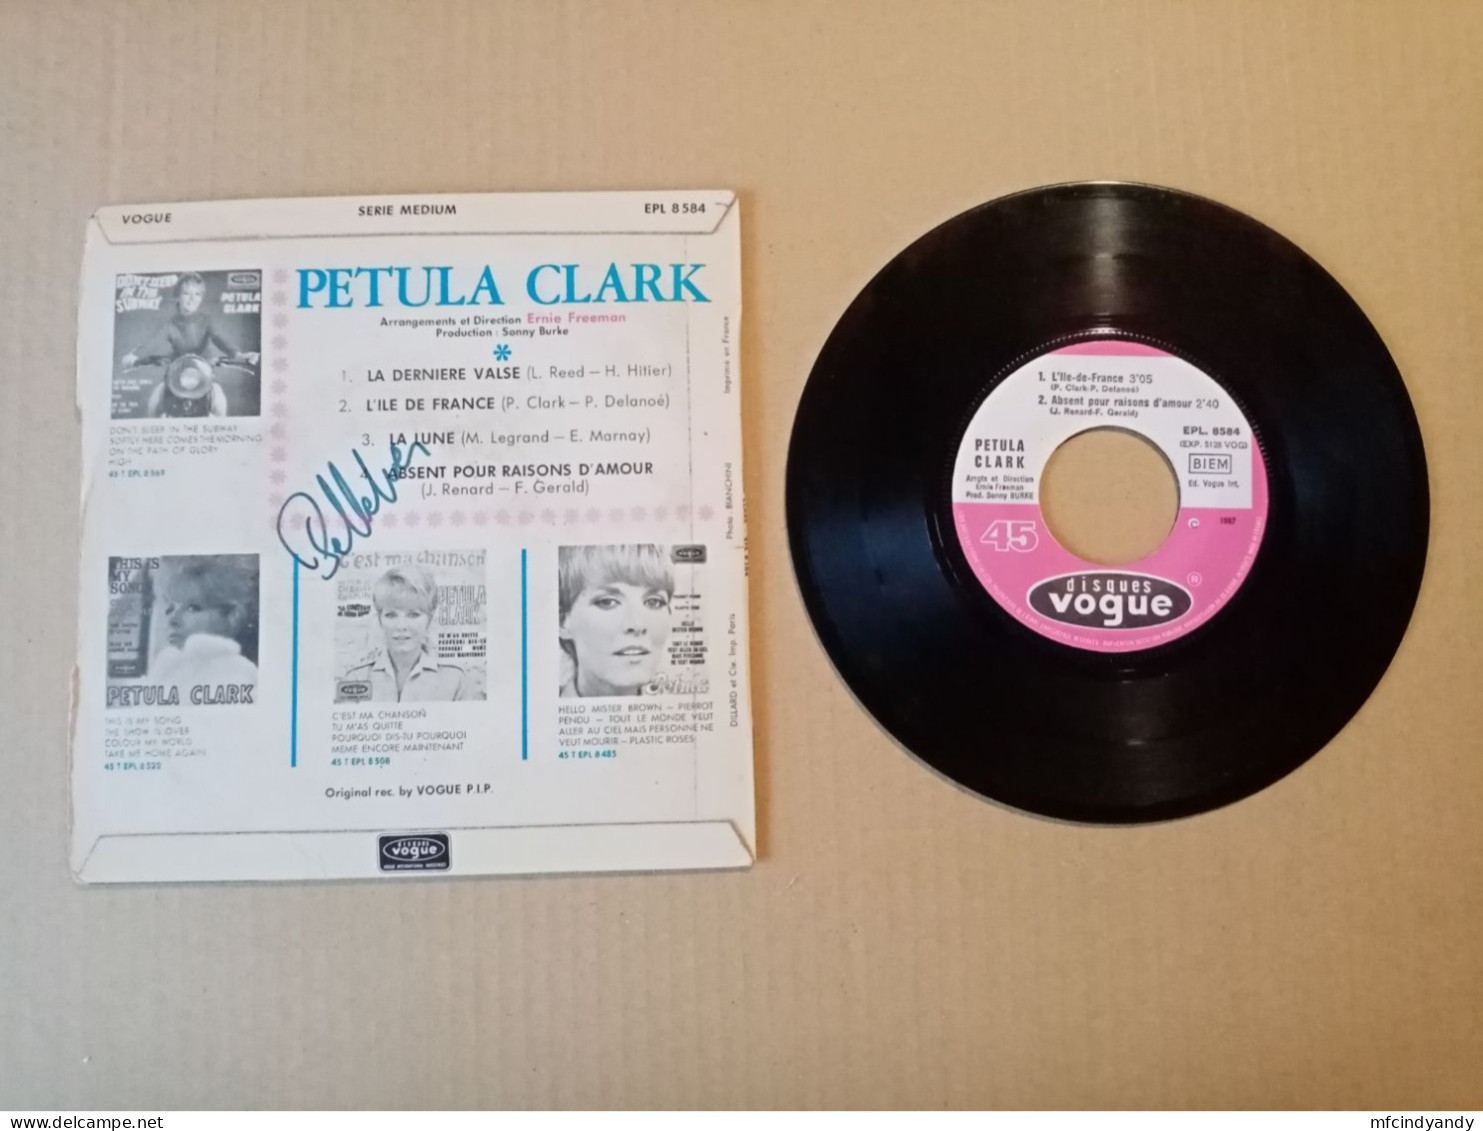 VOGUE SERIE MEDIUM EPL 8 584
PETULA CLARK
Arrangements et Direction Ernie Freeman
Production : Sonny Burke
*
1. LA DERNIERE VALSE (L. Reed – H. Hitier)
2. L'ILE DE FRANCE (P. Clark – P. Delanoé)
3. LA LUNE (M. Legrand – E. Marnay)
4. ABSENT POUR RAISONS D'AMOUR
(J. Renard – F. Gerald)
DON'T SLEEP
IN THE
SUBWAY
PETULA
CLARK
DON'T SLEEP IN THE SUBWAY
SOFTLY HERE COMES THE MORNING
ON THE PATH OF GLORY
HIGH
45 T EPL 8 569
THIS IS
MY
SONG
PETULA CLARK
THIS IS MY SONG
THE SHOW IS OVER
COLOUR MY WORLD
TAKE ME HOME AGAIN
45 T EPL 8 522
C'est ma chanson
PETULA
CLARK
C'EST MA CHANSON
TU M'AS QUITTE
POURQUOI DIS-TU POURQUOI
MEME ENCORE MAINTENANT
45 T EPL 8 508
Petula
HELLO MISTER BROWN – PIERROT
PENDU – TOUT LE MONDE VEUT
ALLER AU CIEL MAIS PERSONNE NE
VEUT MOURIR – PLASTIC ROSES
45 T EPL 8 485
Original rec. by VOGUE P.I.P.
DISQUES
vogue
VOGUE INTERNATIONAL INDUSTRIES
Imprimé en France
Photo : BIANCHINI
DILLARD et Cie. Imp. Paris
1. L'Ile-de-France 3'05
(P. Clark-P. Delanoé)
2. Absent pour raisons d'amour 2'40
(J. Renard-F. Gerald)
EPL. 8584
(EXP. 5128 VOG)
PETULA
CLARK
BIEM
Arrgts et Direction
Ernie Freeman
Prod. Sonny BURKE
Ed. Vogue Int.
45
© 1967
disques
vogue
®
mfcindyandy